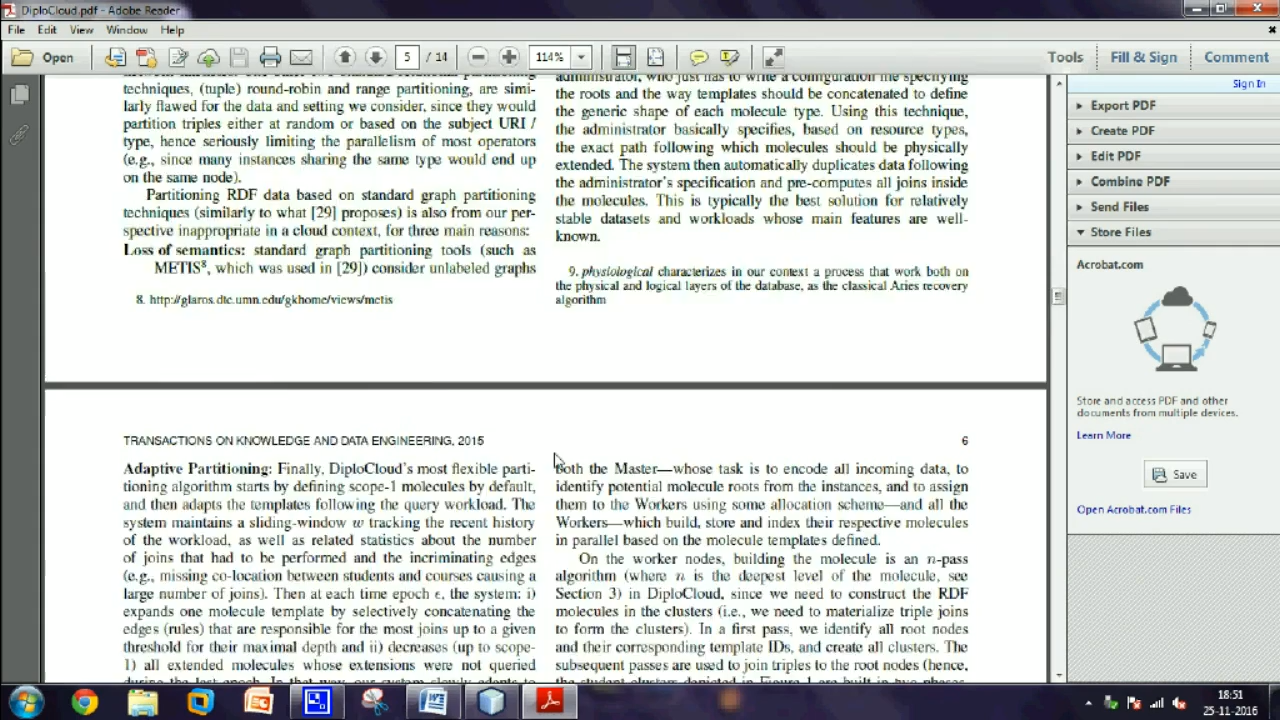 DiploCloud.pdf - Adobe Reader
File Edit View Window Help
Open
5 / 14
114%
Tools
Fill & Sign
Comment
Sign In
techniques, (tuple) round-robin and range partitioning, are simi-
larly flawed for the data and setting we consider, since they would
partition triples either at random or based on the subject URI /
type, hence seriously limiting the parallelism of most operators
(e.g., since many instances sharing the same type would end up
on the same node).
Partitioning RDF data based on standard graph partitioning
techniques (similarly to what [29] proposes) is also from our per-
spective inappropriate in a cloud context, for three main reasons:
Loss of semantics: standard graph partitioning tools (such as
METIS8, which was used in [29]) consider unlabeled graphs
8. http://glaros.dtc.umn.edu/gkhome/views/metis
administrator, who just has to write a configuration file specifying
the roots and the way templates should be concatenated to define
the generic shape of each molecule type. Using this technique,
the administrator basically specifies, based on resource types,
the exact path following which molecules should be physically
extended. The system then automatically duplicates data following
the administrator's specification and pre-computes all joins inside
the molecules. This is typically the best solution for relatively
stable datasets and workloads whose main features are well-
known.
9. physiological characterizes in our context a process that work both on
the physical and logical layers of the database, as the classical Aries recovery
algorithm
TRANSACTIONS ON KNOWLEDGE AND DATA ENGINEERING, 2015
6
Adaptive Partitioning: Finally, DiploCloud's most flexible parti-
tioning algorithm starts by defining scope-1 molecules by default,
and then adapts the templates following the query workload. The
system maintains a sliding-window w tracking the recent history
of the workload, as well as related statistics about the number
of joins that had to be performed and the incriminating edges
(e.g., missing co-location between students and courses causing a
large number of joins). Then at each time epoch ϵ, the system: i)
expands one molecule template by selectively concatenating the
edges (rules) that are responsible for the most joins up to a given
threshold for their maximal depth and ii) decreases (up to scope-
1) all extended molecules whose extensions were not queried
during the last epoch. In that way, our system slowly adapts to
both the Master—whose task is to encode all incoming data, to
identify potential molecule roots from the instances, and to assign
them to the Workers using some allocation scheme—and all the
Workers—which build, store and index their respective molecules
in parallel based on the molecule templates defined.
On the worker nodes, building the molecule is an n-pass
algorithm (where n is the deepest level of the molecule, see
Section 3) in DiploCloud, since we need to construct the RDF
molecules in the clusters (i.e., we need to materialize triple joins
to form the clusters). In a first pass, we identify all root nodes
and their corresponding template IDs, and create all clusters. The
subsequent passes are used to join triples to the root nodes (hence,
the student clusters depicted in Figure 1 are built in two phases,
Export PDF
Create PDF
Edit PDF
Combine PDF
Send Files
Store Files
Acrobat.com
Store and access PDF and other
documents from multiple devices.
Learn More
Save
Open Acrobat.com Files
18:51
25-11-2016